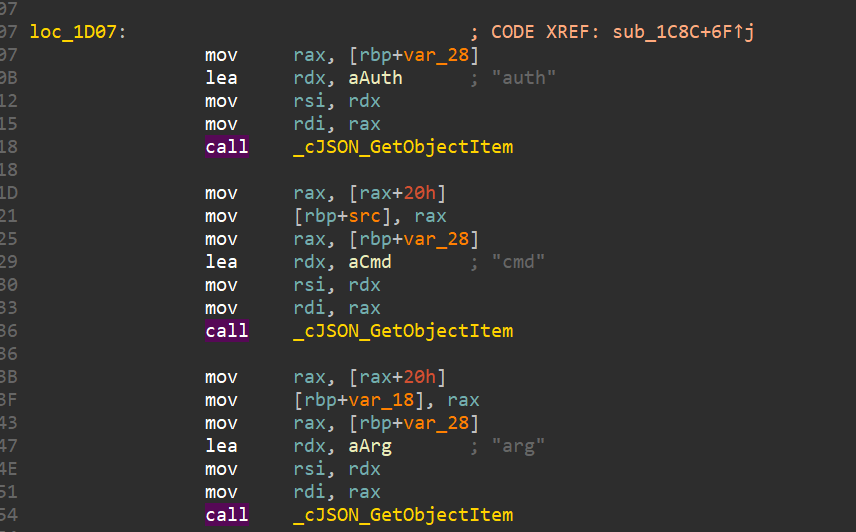 07
07 loc_1D07: ; CODE XREF: sub_1C8C+6F↑j
07 mov rax, [rbp+var_28]
0B lea rdx, aAuth ; "auth"
12 mov rsi, rdx
15 mov rdi, rax
18 call _cJSON_GetObjectItem
18
1D mov rax, [rax+20h]
21 mov [rbp+src], rax
25 mov rax, [rbp+var_28]
29 lea rdx, aCmd ; "cmd"
30 mov rsi, rdx
33 mov rdi, rax
36 call _cJSON_GetObjectItem
36
3B mov rax, [rax+20h]
3F mov [rbp+var_18], rax
43 mov rax, [rbp+var_28]
47 lea rdx, aArg ; "arg"
4E mov rsi, rdx
51 mov rdi, rax
54 call _cJSON_GetObjectItem